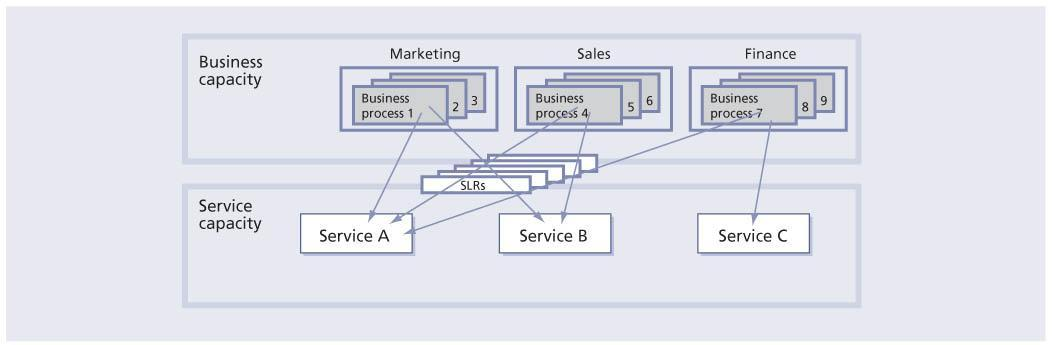 Business
capacity
Marketing
Sales
Finance
Business
process 1
2
3
Business
process 4
5
6
Business
process 7
8
9
SLRs
Service
capacity
Service A
Service B
Service C